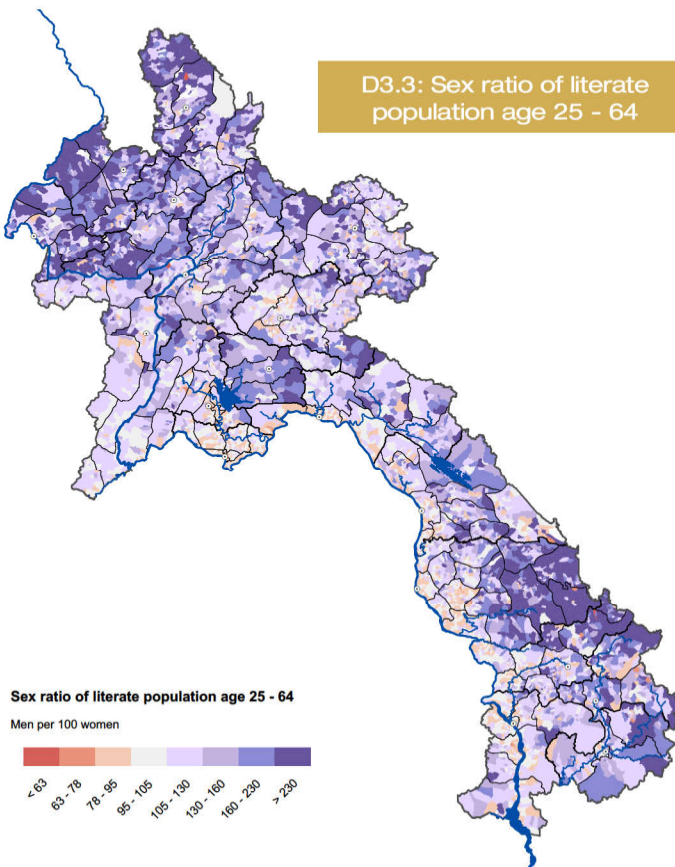 D3.3: Sex ratio of literate
population age 25 - 64
Sex ratio of literate population age 25 - 64
Men per 100 women
< 63
63 - 78
78 - 95
95 - 105
105 - 130
130 - 160
160 - 230
> 230